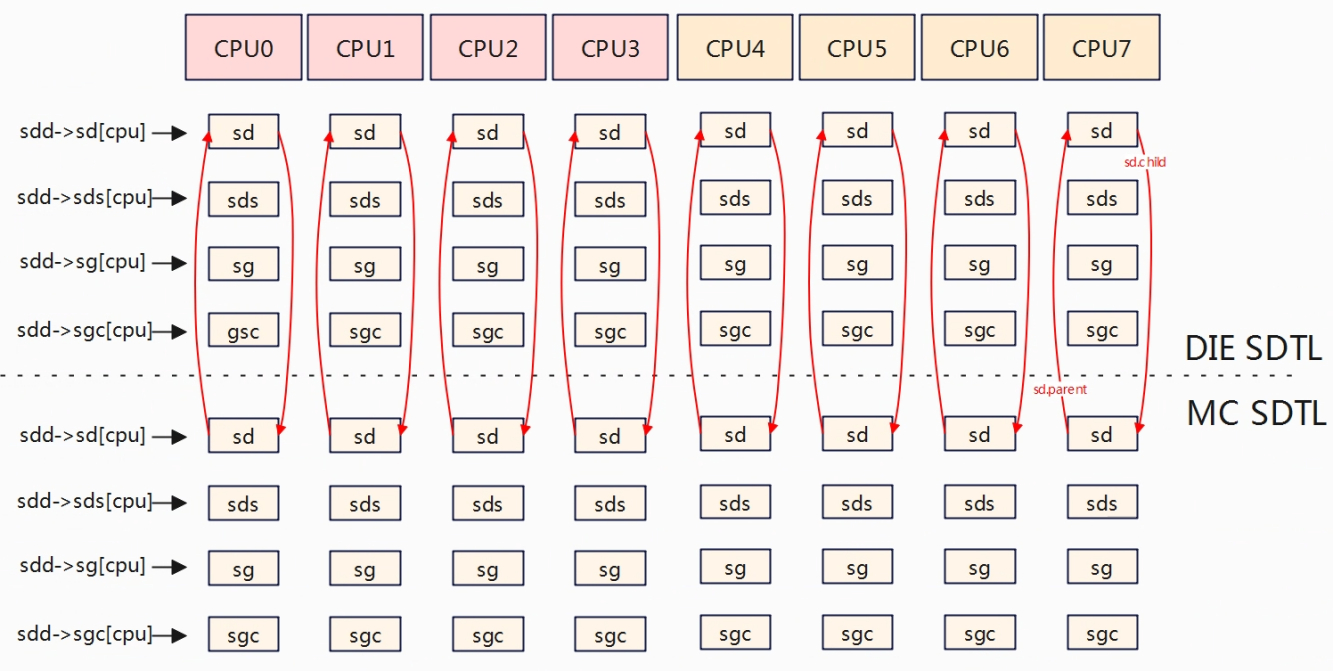 CPU0 CPU1 CPU2 CPU3 CPU4 CPU5 CPU6 CPU7
sdd->sd[cpu] sd sd sd sd sd sd sd sd
sd.child
sdd->sds[cpu] sds sds sds sds sds sds sds sds
sdd->sg[cpu] sg sg sg sg sg sg sg sg
sdd->sgc[cpu] gsc sgc sgc sgc sgc sgc sgc sgc
DIE SDTL
sd.parent
MC SDTL
sdd->sd[cpu] sd sd sd sd sd sd sd sd
sdd->sds[cpu] sds sds sds sds sds sds sds sds
sdd->sg[cpu] sg sg sg sg sg sg sg sg
sdd->sgc[cpu] sgc sgc sgc sgc sgc sgc sgc sgc